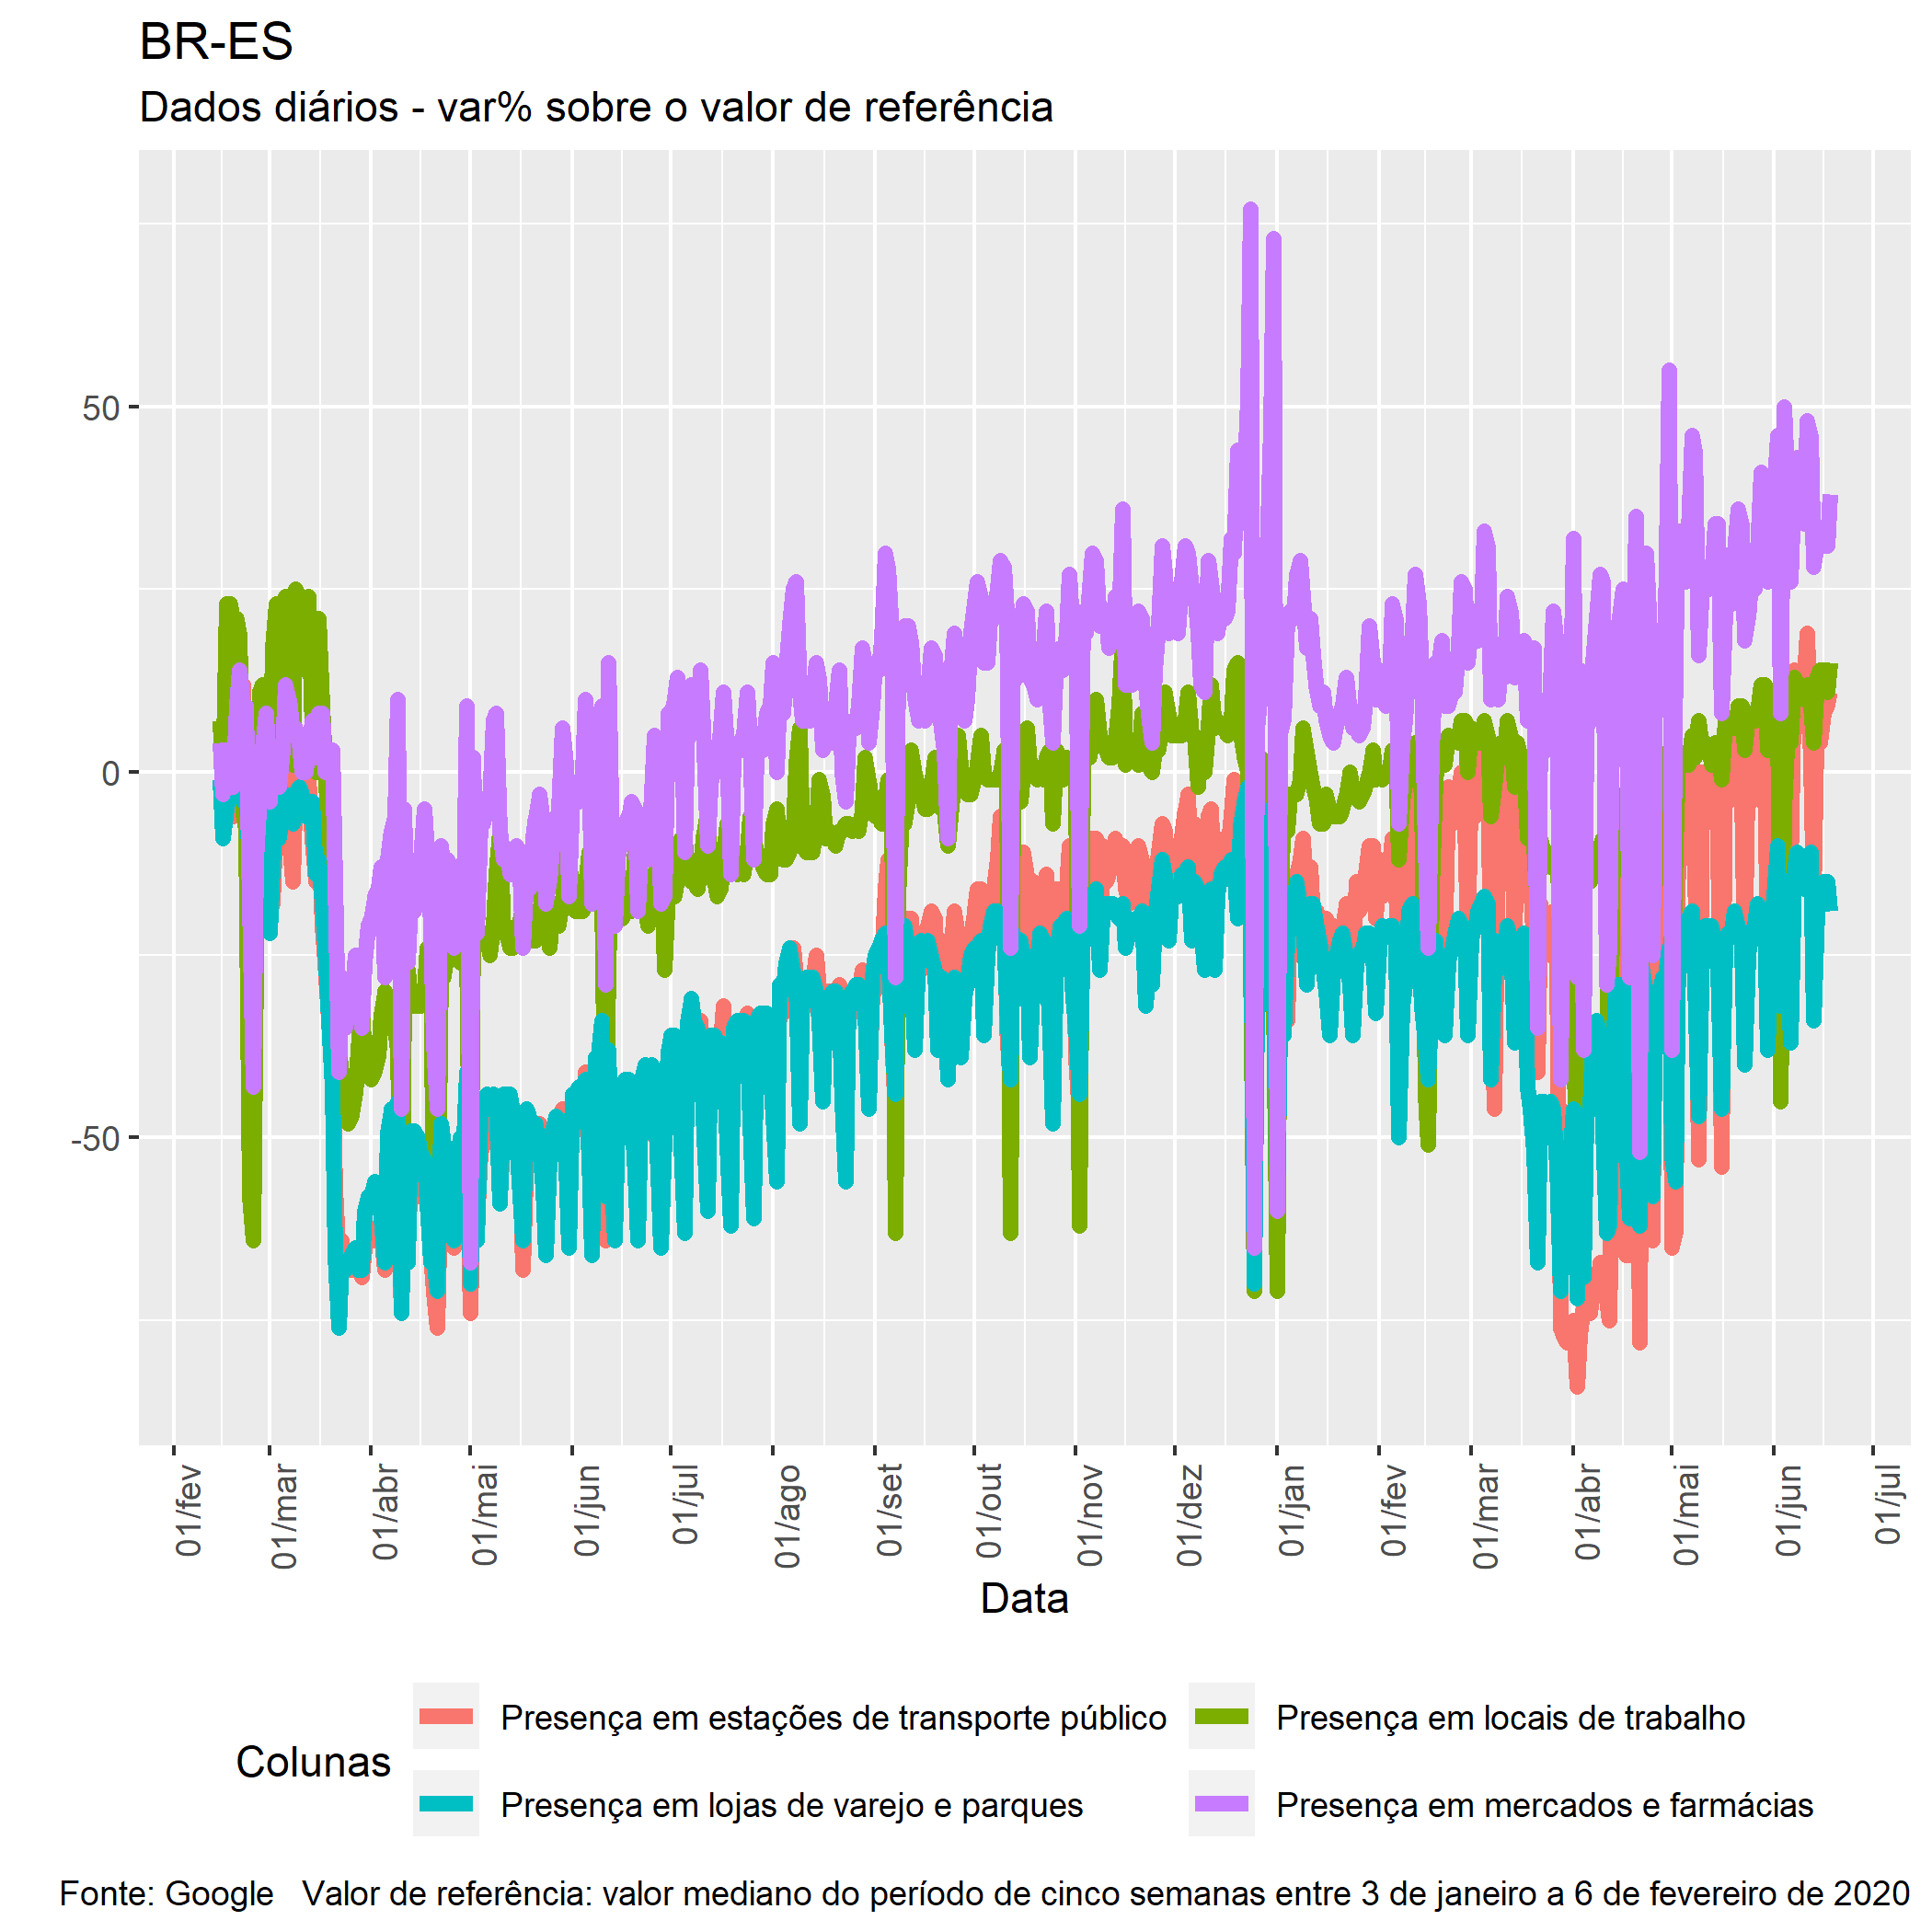 BR-ES
Dados diários - var% sobre o valor de referência
50
0
-50
01/fev
01/mar
01/abr
01/mai
01/jun
01/jul
01/ago
01/set
01/out
01/nov
01/dez
01/jan
01/fev
01/mar
01/abr
01/mai
01/jun
01/jul
Data
Colunas
Presença em estações de transporte público
Presença em locais de trabalho
Presença em lojas de varejo e parques
Presença em mercados e farmácias
Fonte: Google   Valor de referência: valor mediano do período de cinco semanas entre 3 de janeiro a 6 de fevereiro de 2020